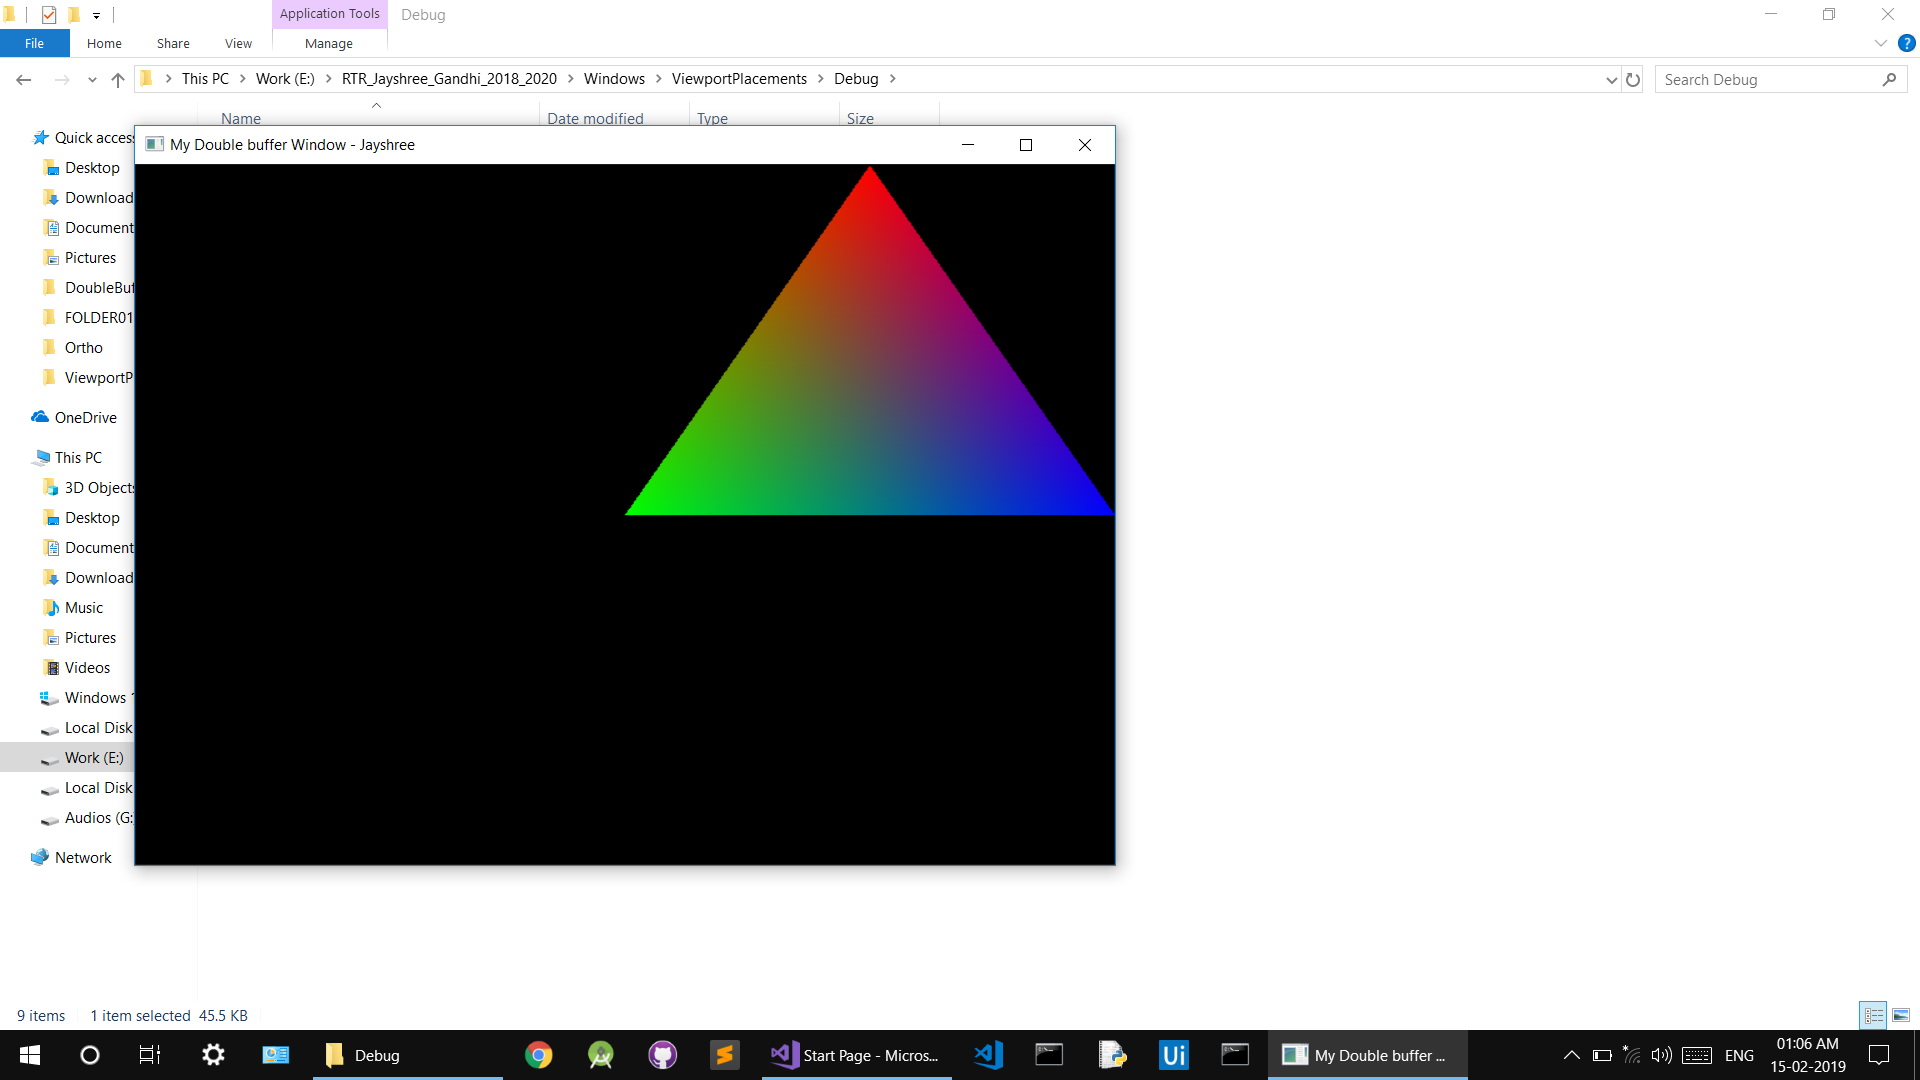 Application Tools
Debug
File
Home
Share
View
Manage
This PC
Work (E:)
RTR_Jayshree_Gandhi_2018_2020
Windows
ViewportPlacements
Debug
Search Debug
Name
Date modified
Type
Size
My Double buffer Window - Jayshree
Quick access
Desktop
Download
Document
Pictures
DoubleBuf
FOLDER01
Ortho
ViewportP
OneDrive
This PC
3D Objects
Desktop
Document
Download
Music
Pictures
Videos
Windows 1
Local Disk
Work (E:)
Local Disk
Audios (G:
Network
9 items
1 item selected 45.5 KB
Debug
Start Page - Micros...
Ui
My Double buffer ...
ENG
01:06 AM
15-02-2019